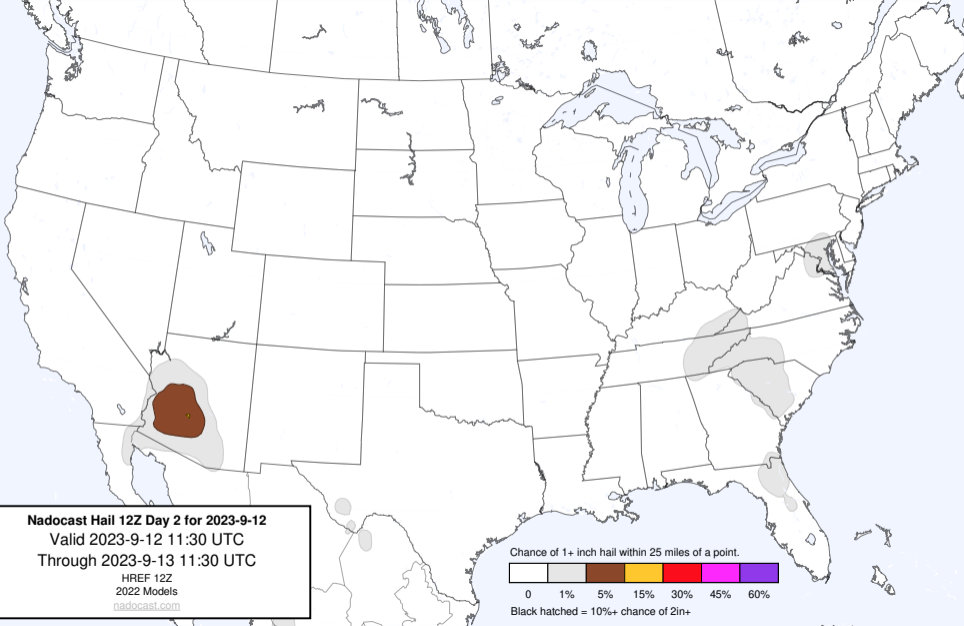 Nadocast Hail 12Z Day 2 for 2023-9-12
Valid 2023-9-12 11:30 UTC
Through 2023-9-13 11:30 UTC
HREF 12Z
2022 Models
nadocast.com
Chance of 1+ inch hail within 25 miles of a point.
0 1% 5% 15% 30% 45% 60%
Black hatched = 10%+ chance of 2in+